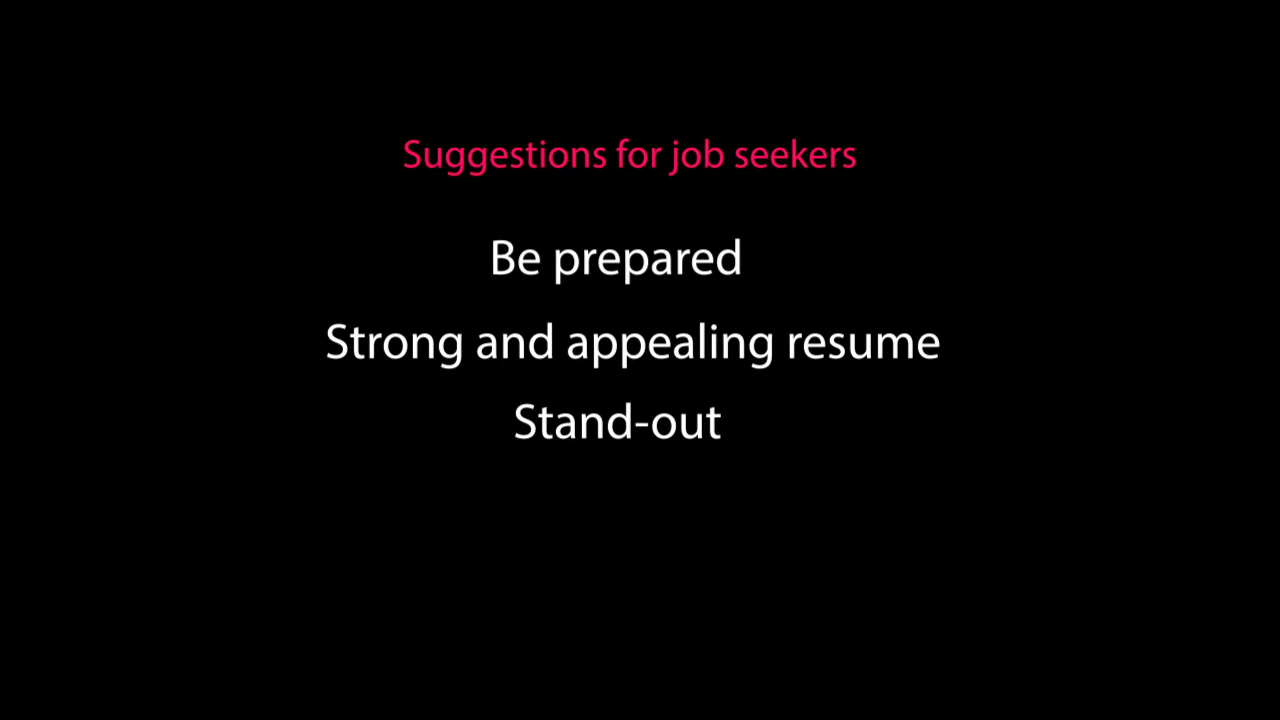 Suggestions for job seekers
Be prepared
Strong and appealing resume
Stand-out